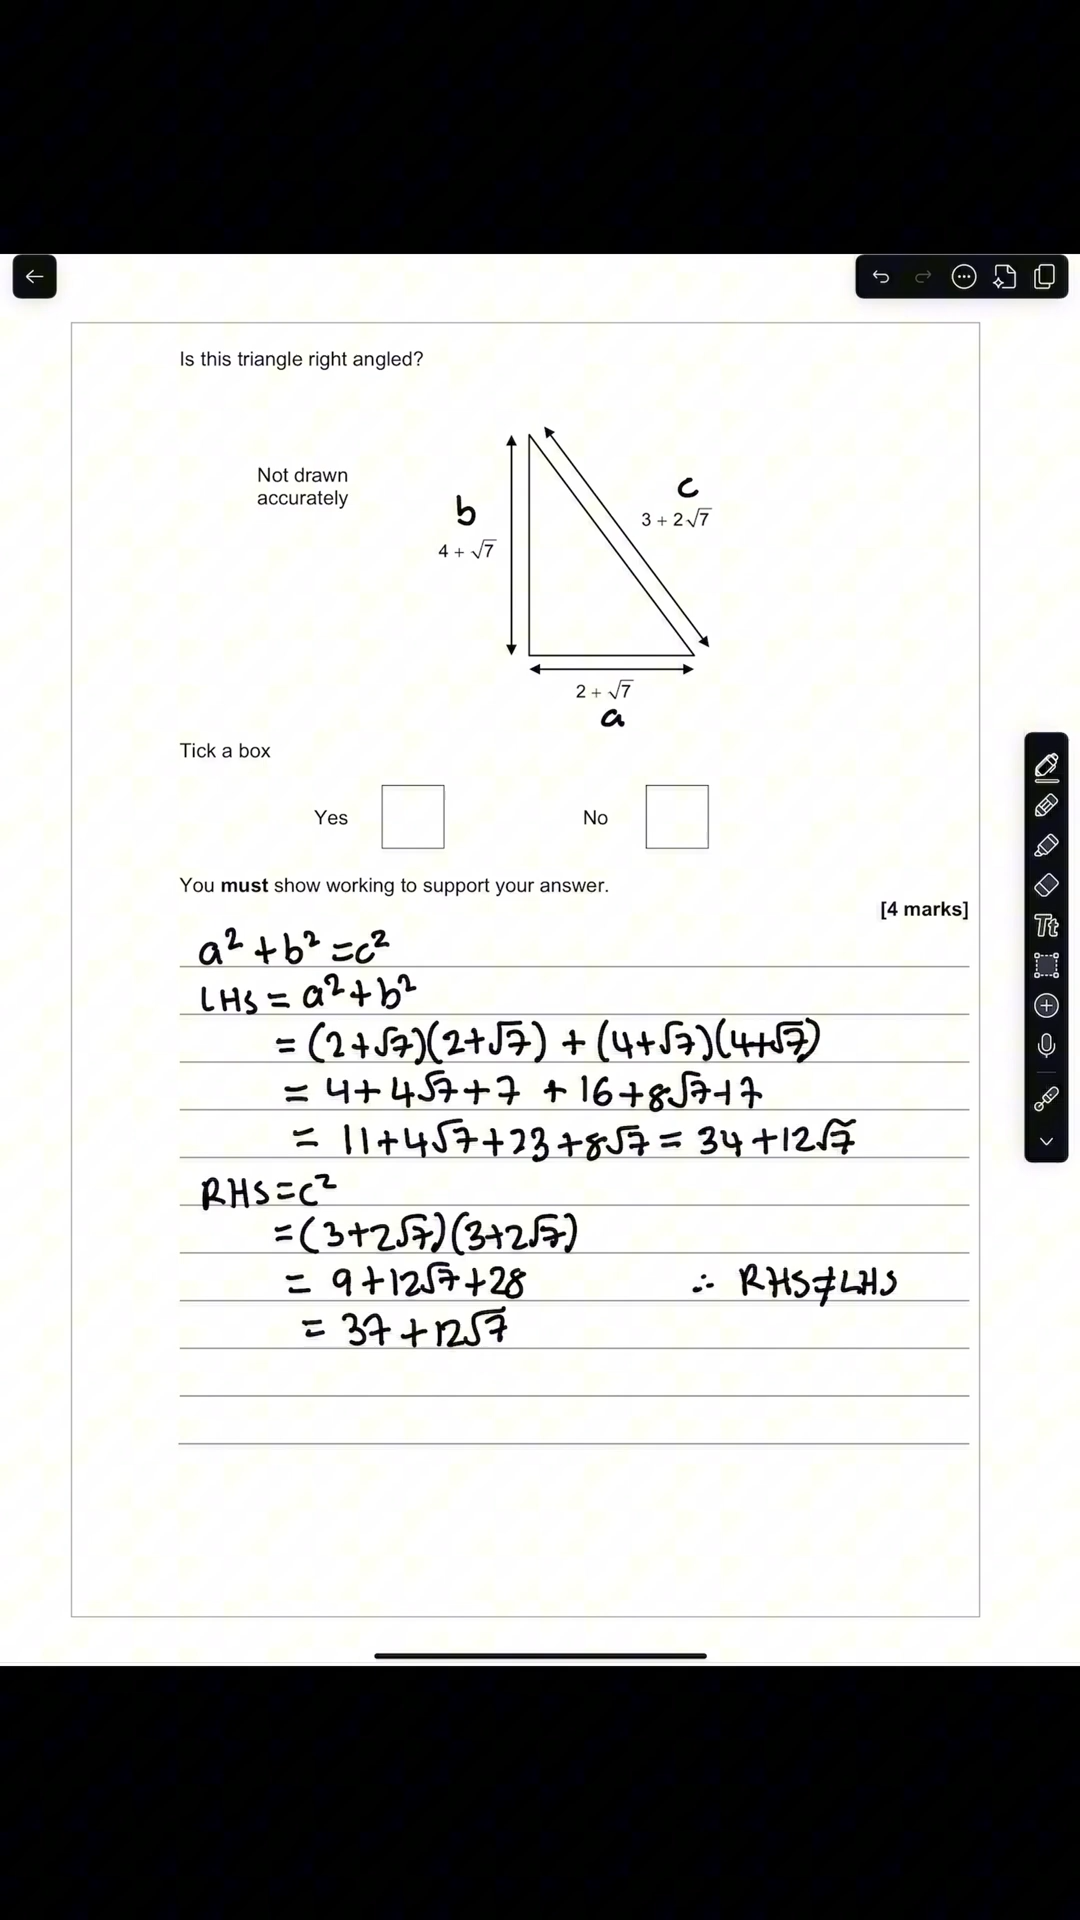 Is this triangle right angled?
Not drawn
accurately
b
4 + √7
c
3 + 2√7
2 + √7
a
Tick a box
Yes
No
You must show working to support your answer.
[4 marks]
a² + b² = c²
LHS = a² + b²
= (2+√7)(2+√7) + (4+√7)(4+√7)
= 4 + 4√7 + 7 + 16 + 8√7 + 7
= 11 + 4√7 + 23 + 8√7 = 34 + 12√7
RHS = c²
= (3+2√7)(3+2√7)
= 9 + 12√7 + 28
∴ RHS ≠ LHS
= 37 + 12√7
Tt